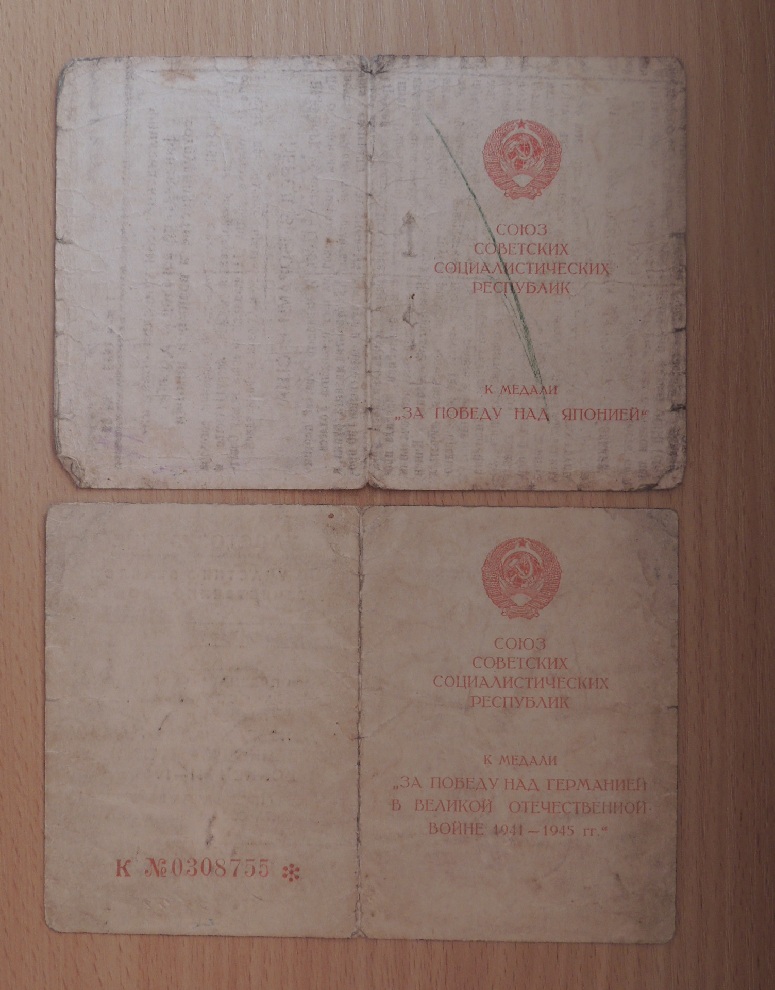 СОЮЗ
СОВЕТСКИХ
СОЦИАЛИСТИЧЕСКИХ
РЕСПУБЛИК
К МЕДАЛИ
„ЗА ПОБЕДУ НАД ЯПОНИЕЙ“
СОЮЗ
СОВЕТСКИХ
СОЦИАЛИСТИЧЕСКИХ
РЕСПУБЛИК
К МЕДАЛИ
„ЗА ПОБЕДУ НАД ГЕРМАНИЕЙ
В ВЕЛИКОЙ ОТЕЧЕСТВЕННОЙ
ВОЙНЕ 1941—1945 гг.“
К №0308755 *